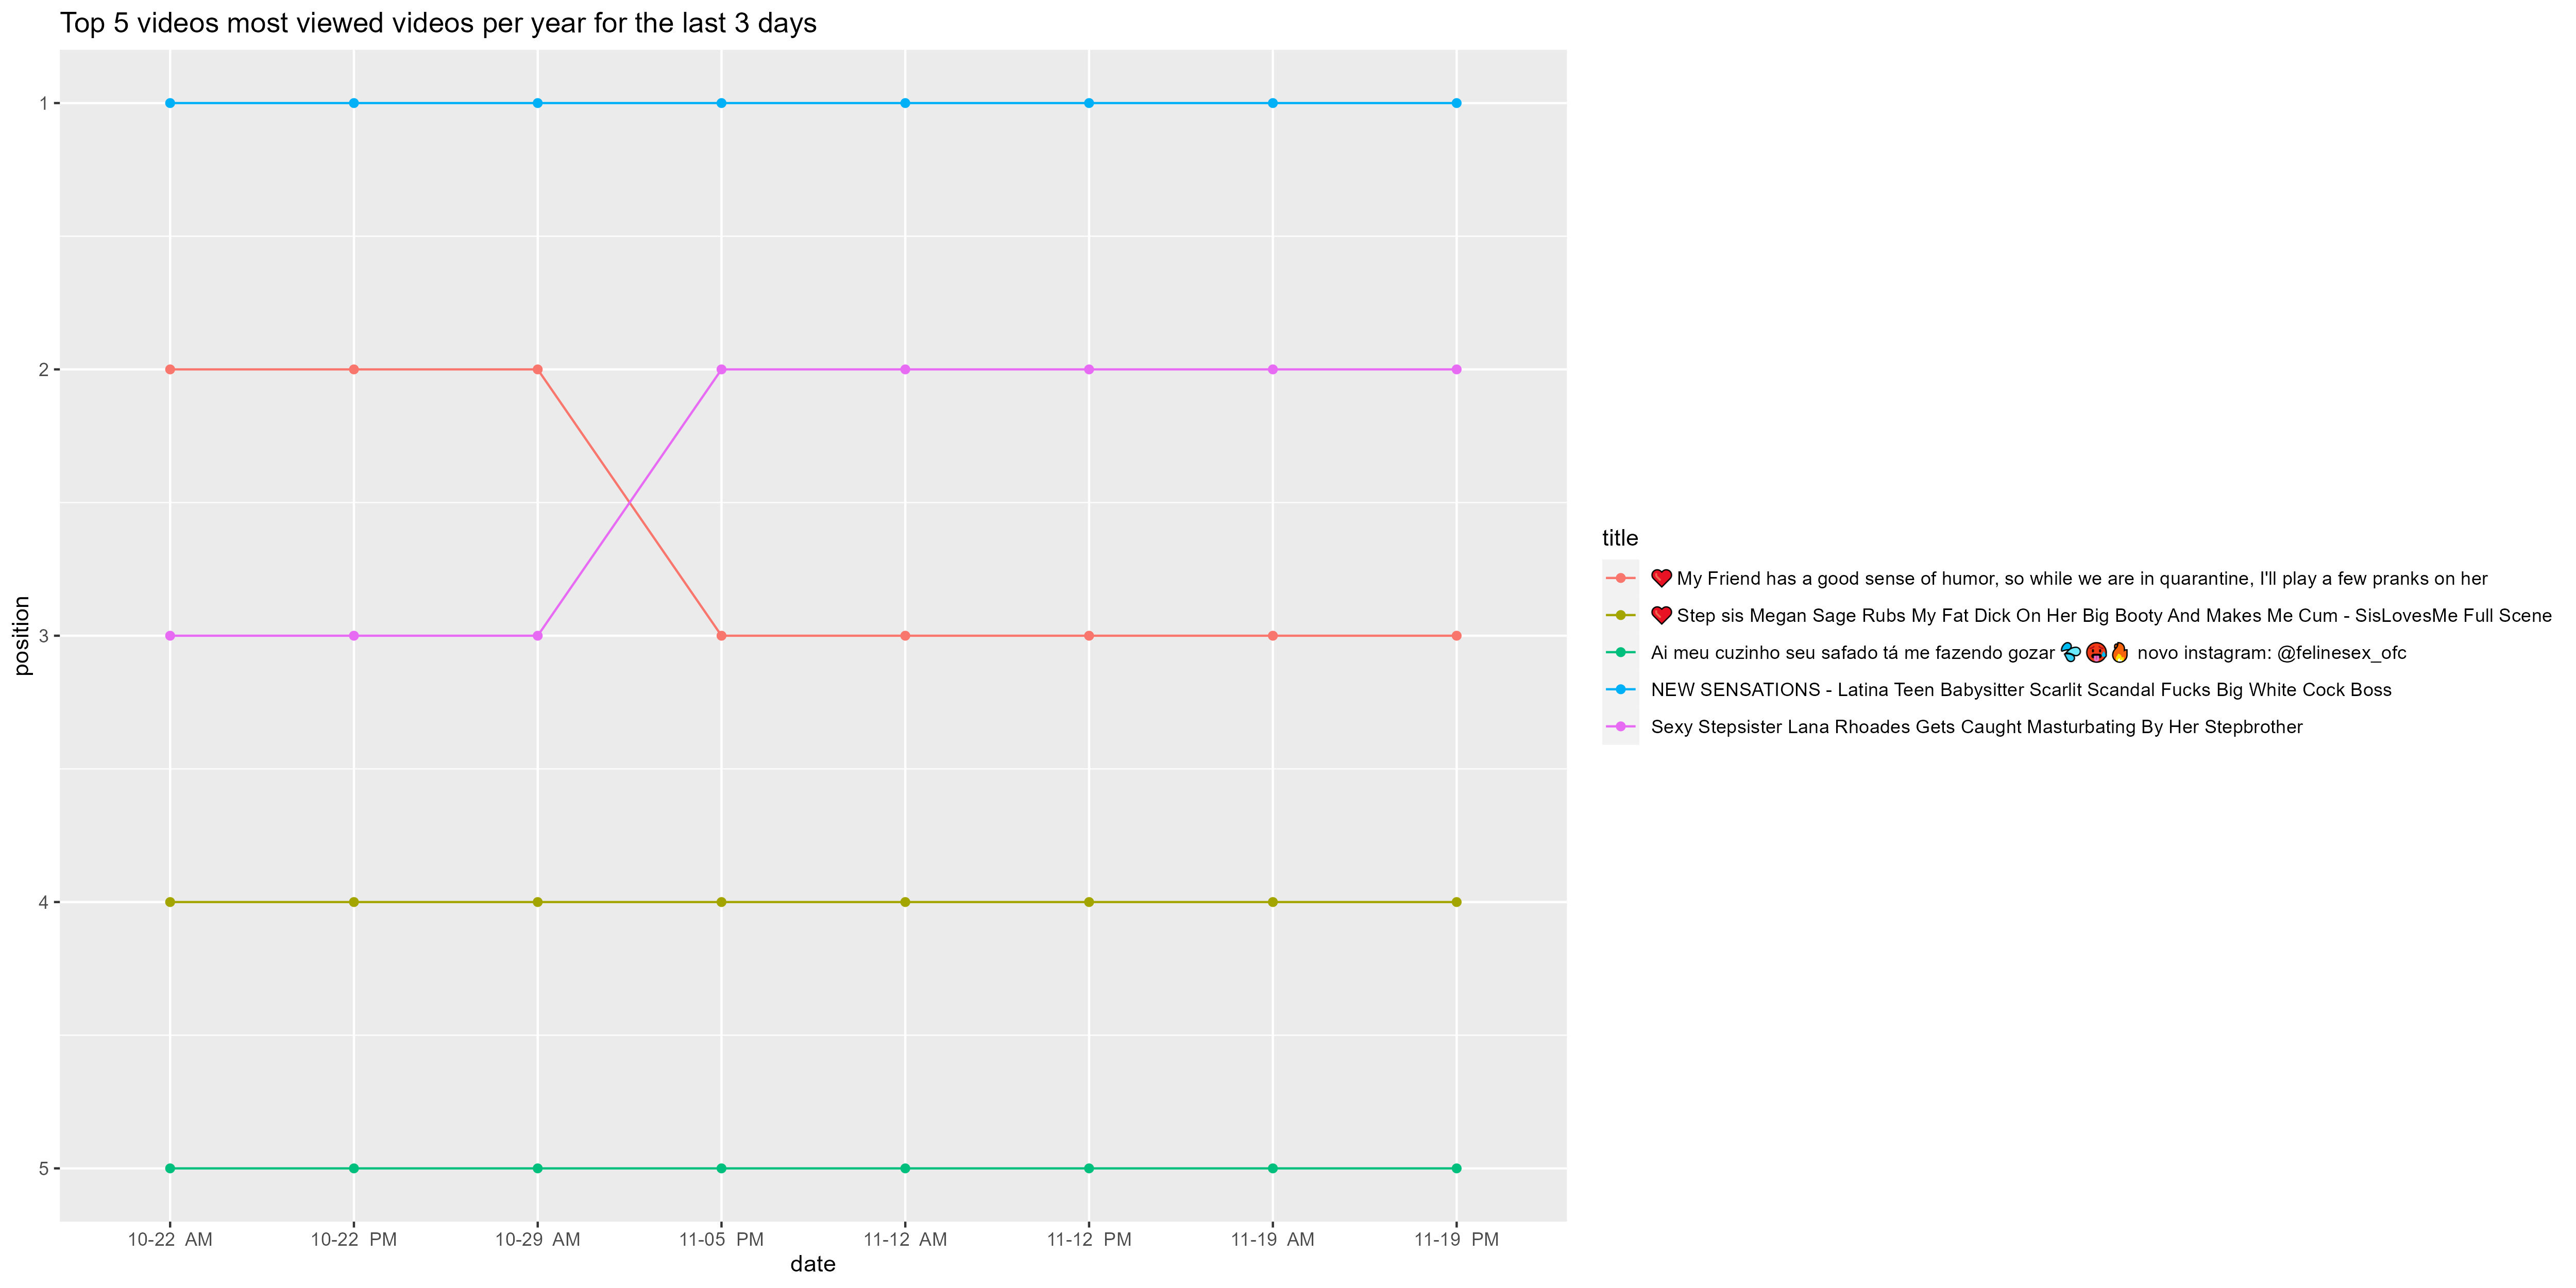 Top 5 videos most viewed videos per year for the last 3 days
position
1
2
3
4
5
10-22 AM
10-22 PM
10-29 AM
11-05 PM
11-12 AM
11-12 PM
11-19 AM
11-19 PM
date
title
❤️ My Friend has a good sense of humor, so while we are in quarantine, I'll play a few pranks on her
❤️ Step sis Megan Sage Rubs My Fat Dick On Her Big Booty And Makes Me Cum - SisLovesMe Full Scene
Ai meu cuzinho seu safado tá me fazendo gozar 💦🥵🔥 novo instagram: @felinesex_ofc
NEW SENSATIONS - Latina Teen Babysitter Scarlit Scandal Fucks Big White Cock Boss
Sexy Stepsister Lana Rhoades Gets Caught Masturbating By Her Stepbrother